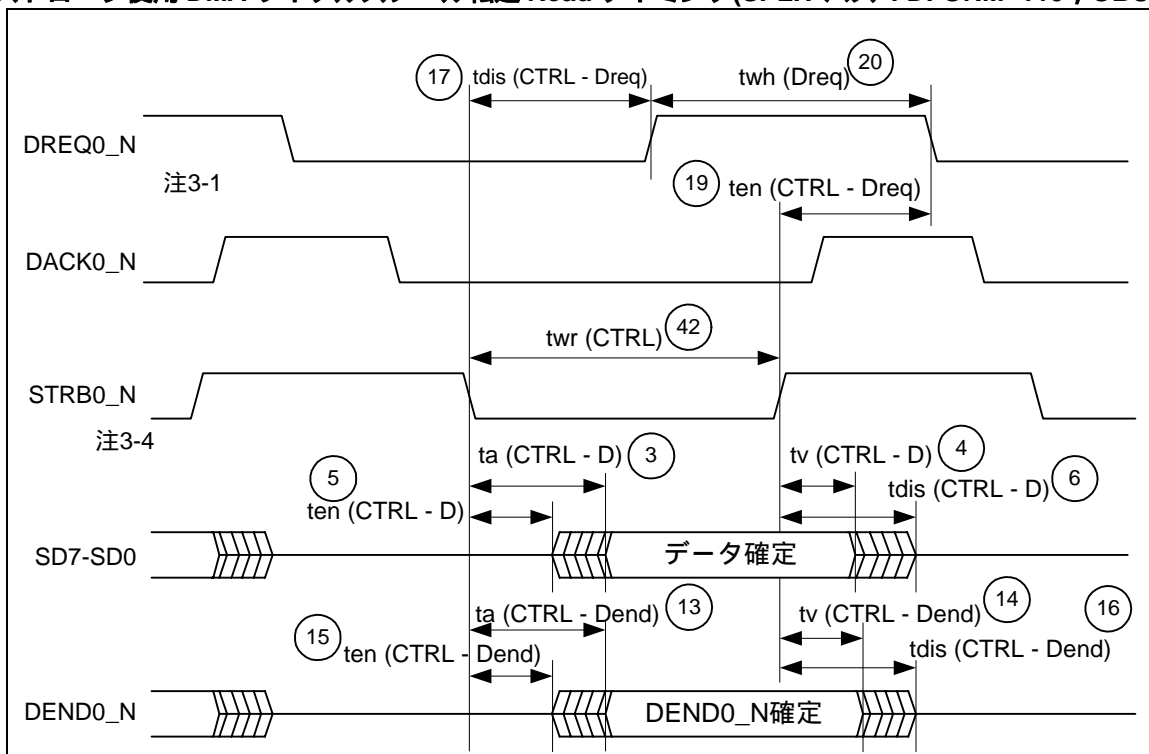 17 tdis (CTRL - Dreq)
twh (Dreq) 20
DREQ0_N
注3-1
19 ten (CTRL - Dreq)
DACK0_N
twr (CTRL) 42
STRB0_N
注3-4
ta (CTRL - D) 3
tv (CTRL - D) 4
5
ten (CTRL - D)
tdis (CTRL - D) 6
SD7-SD0
データ確定
ta (CTRL - Dend) 13
tv (CTRL - Dend) 14
16
15 ten (CTRL - Dend)
tdis (CTRL - Dend)
DEND0_N
DEND0_N確定